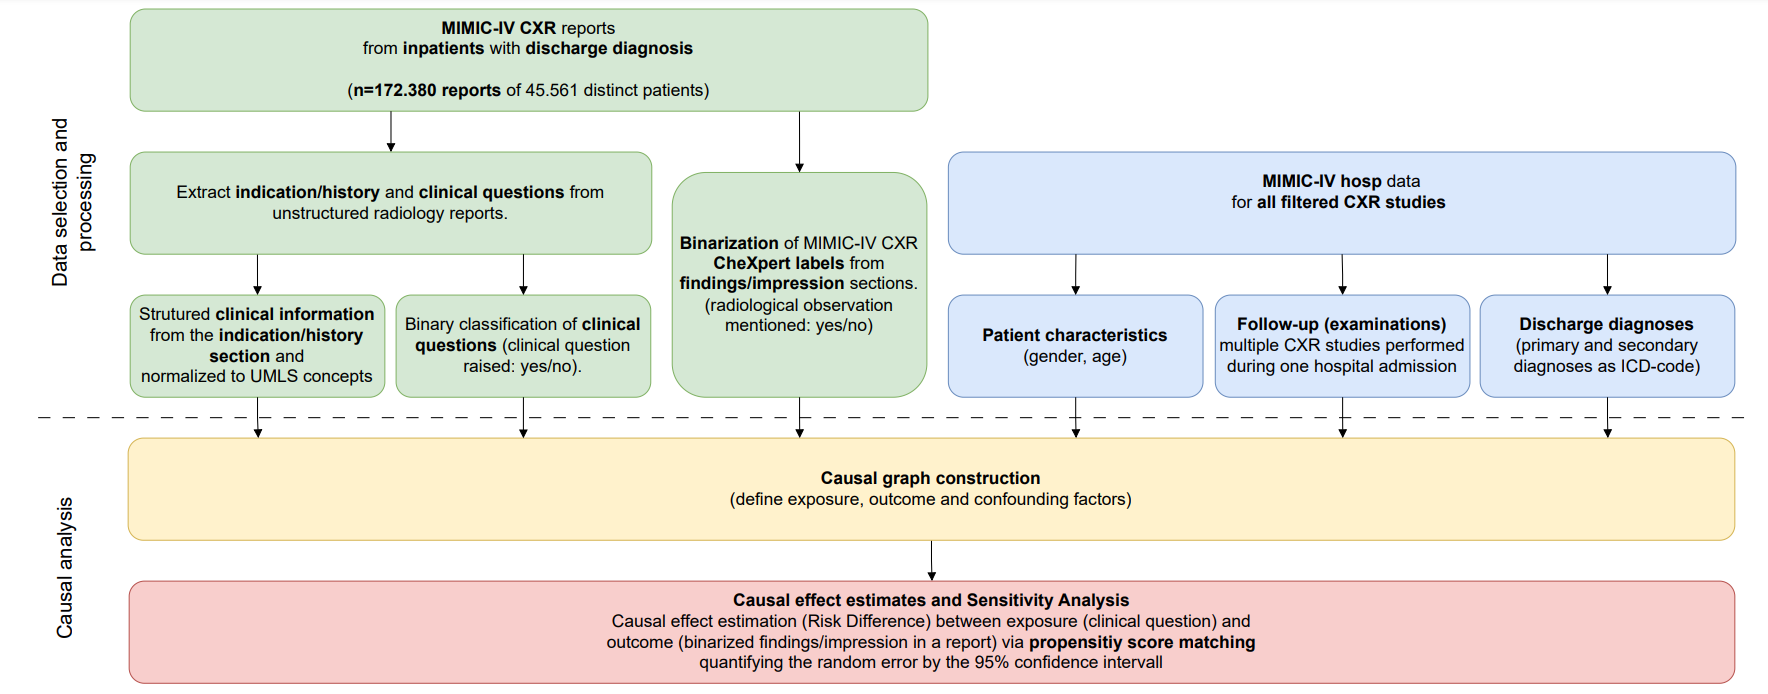 MIMIC-IV CXR reports
from inpatients with discharge diagnosis
(n=172.380 reports of 45.561 distinct patients)
Data selection and
processing
Extract indication/history and clinical questions from
unstructured radiology reports.
Binarization of MIMIC-IV CXR
CheXpert labels from
findings/impression sections.
(radiological observation
mentioned: yes/no)
MIMIC-IV hosp data
for all filtered CXR studies
Strutured clinical information
from the indication/history
section and
normalized to UMLS concepts
Binary classification of clinical
questions (clinical question
raised: yes/no).
Patient characteristics
(gender, age)
Follow-up (examinations)
multiple CXR studies performed
during one hospital admission
Discharge diagnoses
(primary and secondary
diagnoses as ICD-code)
Causal analysis
Causal graph construction
(define exposure, outcome and confounding factors)
Causal effect estimates and Sensitivity Analysis
Causal effect estimation (Risk Difference) between exposure (clinical question) and
outcome (binarized findings/impression in a report) via propensitiy score matching
quantifying the random error by the 95% confidence intervall